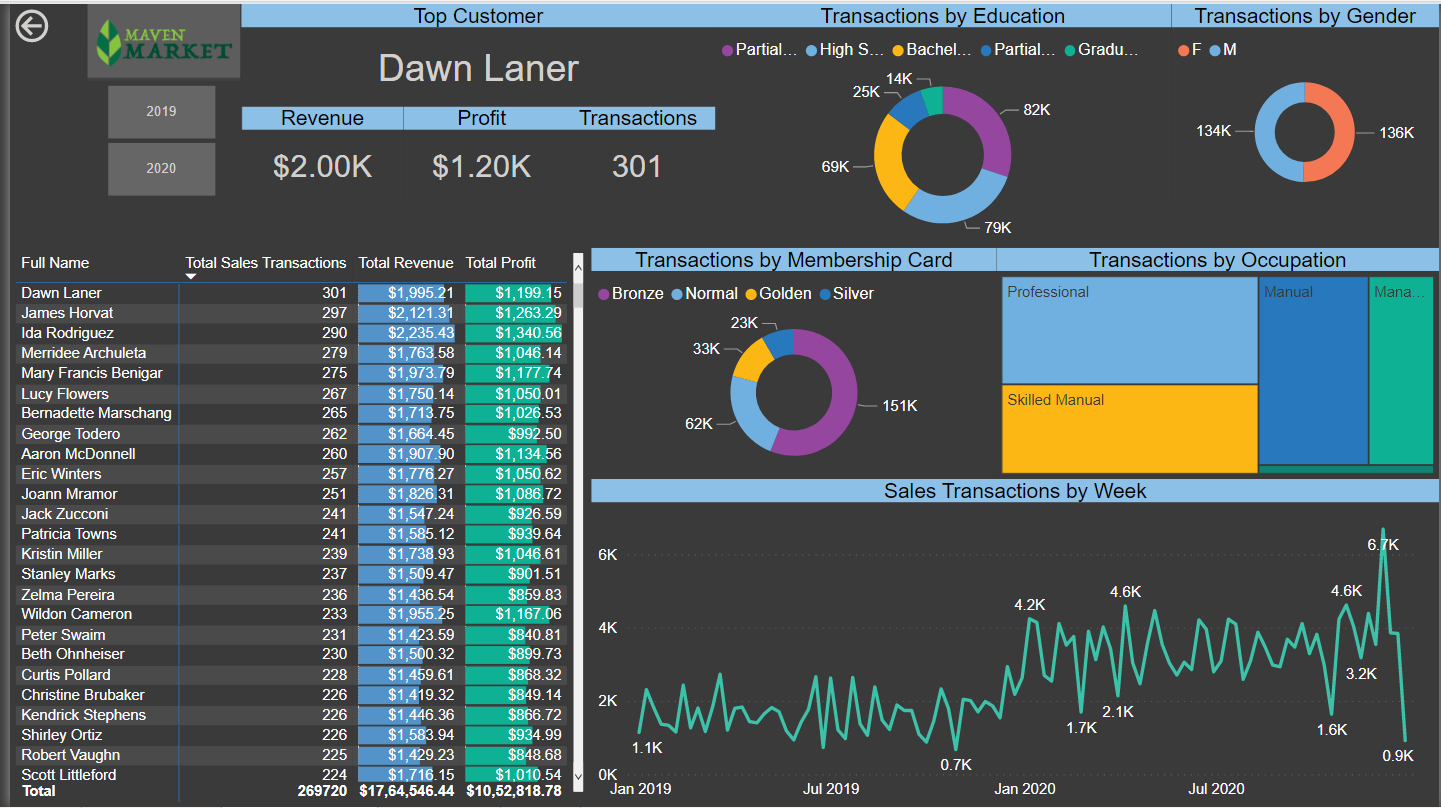 MAVEN
MARKET
2019
2020
Top Customer
Dawn Laner
Revenue Profit Transactions
$2.00K $1.20K 301
Transactions by Education
Partial... High S... Bachel... Partial... Gradu...
14K
25K
82K
69K
79K
Transactions by Gender
F M
134K 136K
Full Name Total Sales Transactions Total Revenue Total Profit
Dawn Laner 301 $1,995.21 $1,199.15
James Horvat 297 $2,121.31 $1,263.29
Ida Rodriguez 290 $2,235.43 $1,340.56
Merridee Archuleta 279 $1,763.58 $1,046.14
Mary Francis Benigar 275 $1,973.79 $1,177.74
Lucy Flowers 267 $1,750.14 $1,050.01
Bernadette Marschang 265 $1,713.75 $1,026.53
George Todero 262 $1,664.45 $992.50
Aaron McDonnell 260 $1,907.90 $1,134.56
Eric Winters 257 $1,776.27 $1,050.62
Joann Mramor 251 $1,826.31 $1,086.72
Jack Zucconi 241 $1,547.24 $926.59
Patricia Towns 241 $1,585.12 $939.64
Kristin Miller 239 $1,738.93 $1,046.61
Stanley Marks 237 $1,509.47 $901.51
Zelma Pereira 236 $1,436.54 $859.83
Wildon Cameron 233 $1,955.25 $1,167.06
Peter Swaim 231 $1,423.59 $840.81
Beth Ohnheiser 230 $1,500.32 $899.73
Curtis Pollard 228 $1,459.61 $868.32
Christine Brubaker 226 $1,419.32 $849.14
Kendrick Stephens 226 $1,446.36 $866.72
Shirley Ortiz 226 $1,583.94 $934.99
Robert Vaughn 225 $1,429.23 $848.68
Scott Littleford 224 $1,716.15 $1,010.54
Total 269720 $17,64,546.44 $10,52,818.78
Transactions by Membership Card
Bronze Normal Golden Silver
23K
33K
151K
62K
Transactions by Occupation
Professional
Skilled Manual
Manual
Mana...
Sales Transactions by Week
6K
4K
2K
0K
1.1K
0.7K
4.2K
1.7K
2.1K
4.6K
1.6K
4.6K
3.2K
6.7K
0.9K
Jan 2019 Jul 2019 Jan 2020 Jul 2020